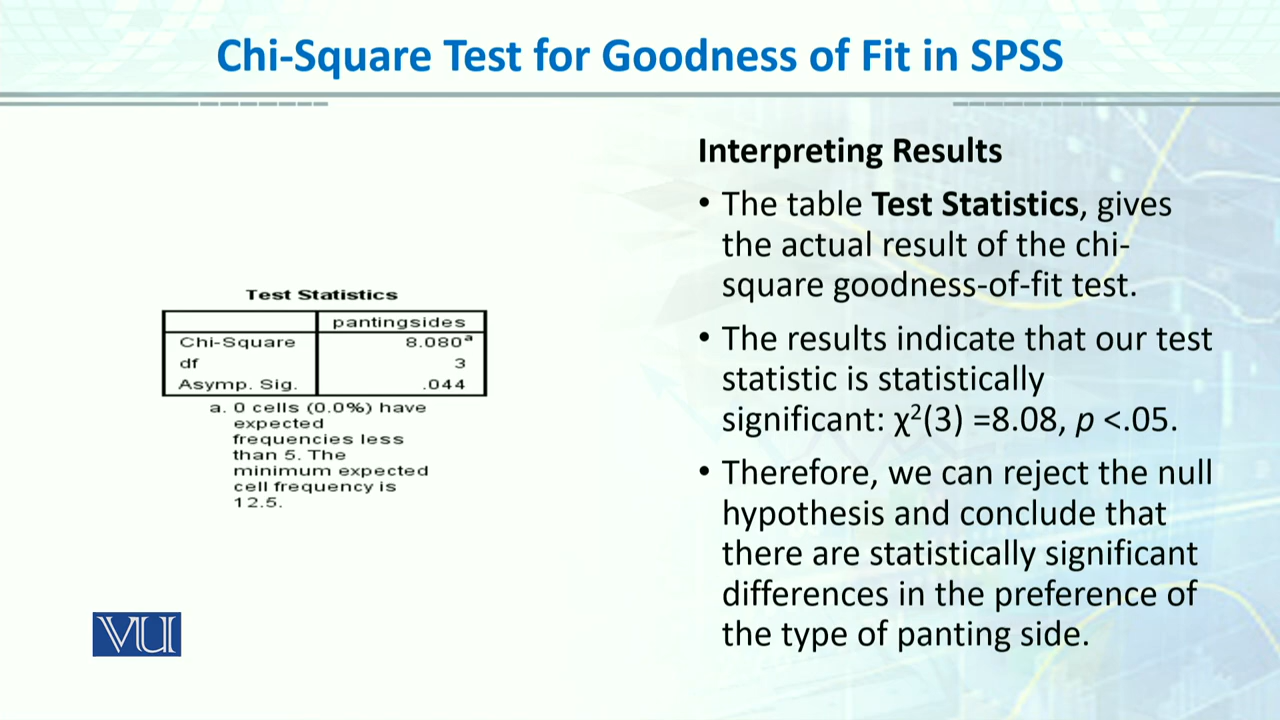 Chi-Square Test for Goodness of Fit in SPSS
Test Statistics
pantingsides
Chi-Square 8.080ᵃ
df 3
Asymp. Sig. .044
a. 0 cells (0.0%) have
expected
frequencies less
than 5. The
minimum expected
cell frequency is
12.5.
Interpreting Results
• The table Test Statistics, gives
the actual result of the chi-
square goodness-of-fit test.
• The results indicate that our test
statistic is statistically
significant: χ²(3) =8.08, p <.05.
• Therefore, we can reject the null
hypothesis and conclude that
there are statistically significant
differences in the preference of
the type of panting side.
VU